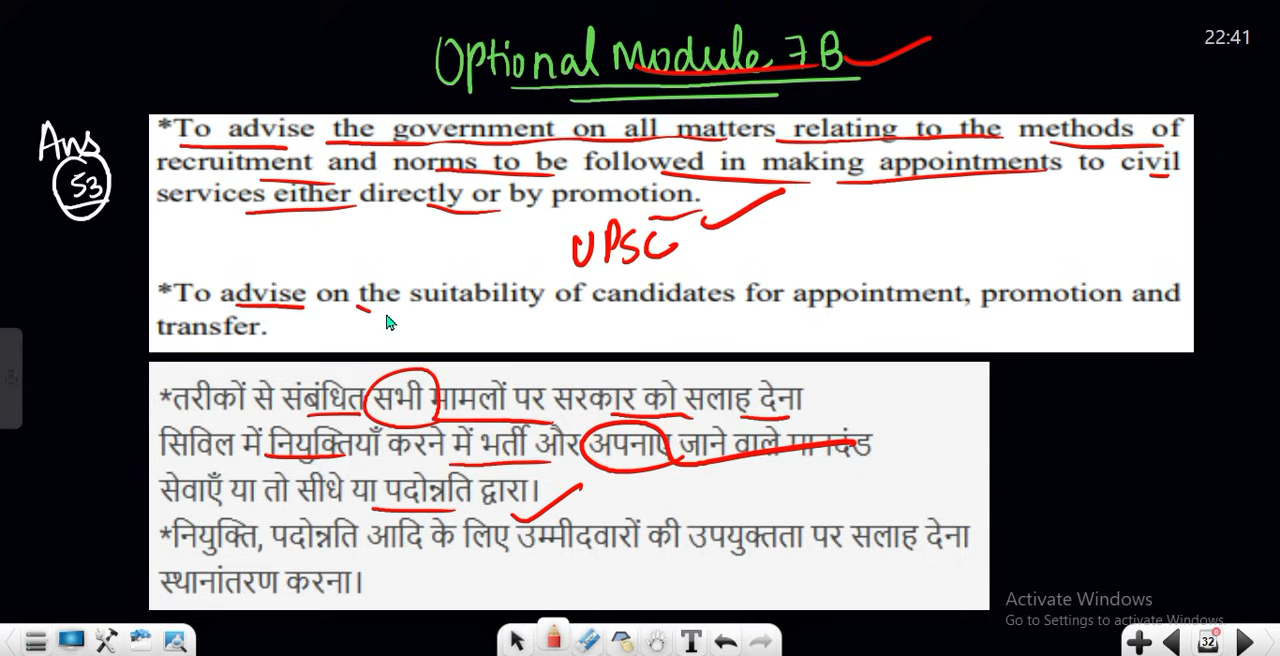 Optional Module 7B
22:41
Ans
53
*To advise the government on all matters relating to the methods of
recruitment and norms to be followed in making appointments to civil
services either directly or by promotion.
UPSC
*To advise on the suitability of candidates for appointment, promotion and
transfer.
*तरीकों से संबंधित सभी मामलों पर सरकार को सलाह देना
सिविल में नियुक्तियाँ करने में भर्ती और अपनाए जाने वाले मानदंड
सेवाएँ या तो सीधे या पदोन्नति द्वारा।
*नियुक्ति, पदोन्नति आदि के लिए उम्मीदवारों की उपयुक्तता पर सलाह देना
स्थानांतरण करना।
Activate Windows
Go to Settings to activate Windows.
T
32